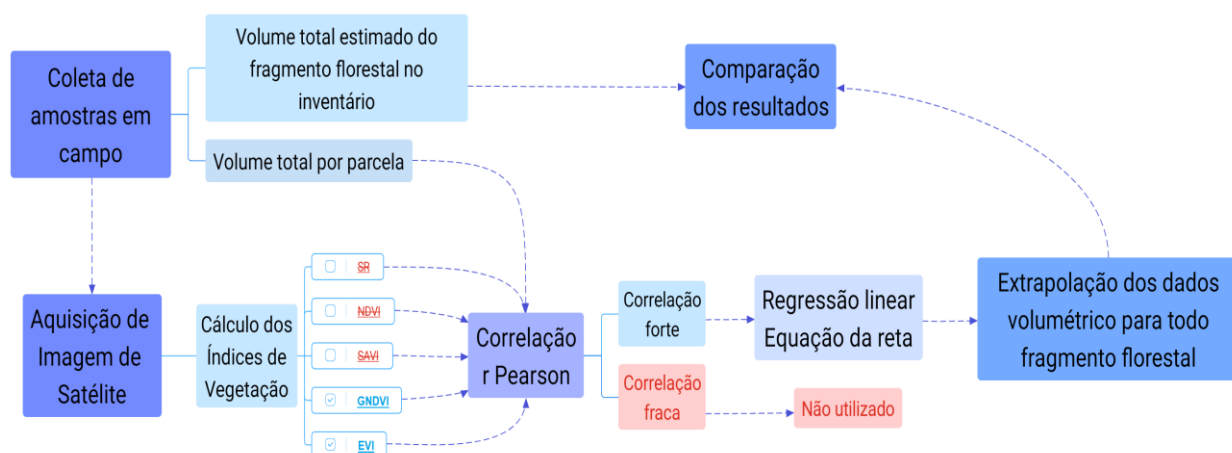 Coleta de
amostras em
campo
Volume total estimado do
fragmento florestal no
inventário
Volume total por parcela
Comparação
dos resultados
Aquisição de
Imagem de
Satélite
Cálculo dos
Índices de
Vegetação
SR
NDVI
SAVI
GNDVI
EVI
Correlação
r Pearson
Correlação
forte
Correlação
fraca
Regressão linear
Equação da reta
Não utilizado
Extrapolação dos dados
volumétrico para todo
fragmento florestal